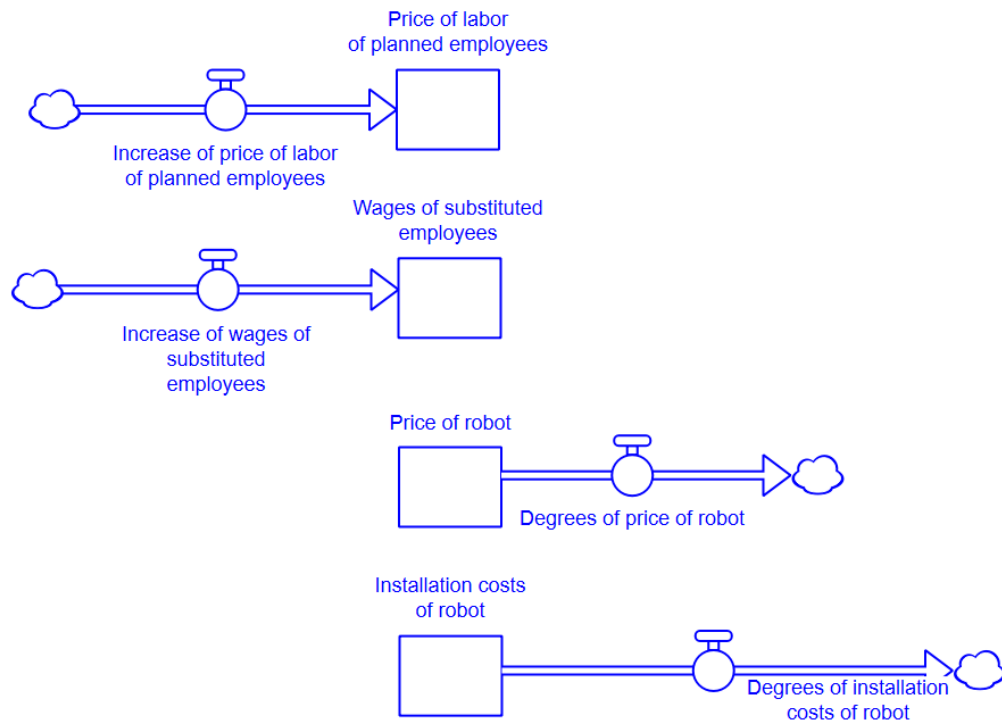 Price of labor
of planned employees
Increase of price of labor
of planned employees
Wages of substituted
employees
Increase of wages of
substituted
employees
Price of robot
Degrees of price of robot
Installation costs
of robot
Degrees of installation
costs of robot